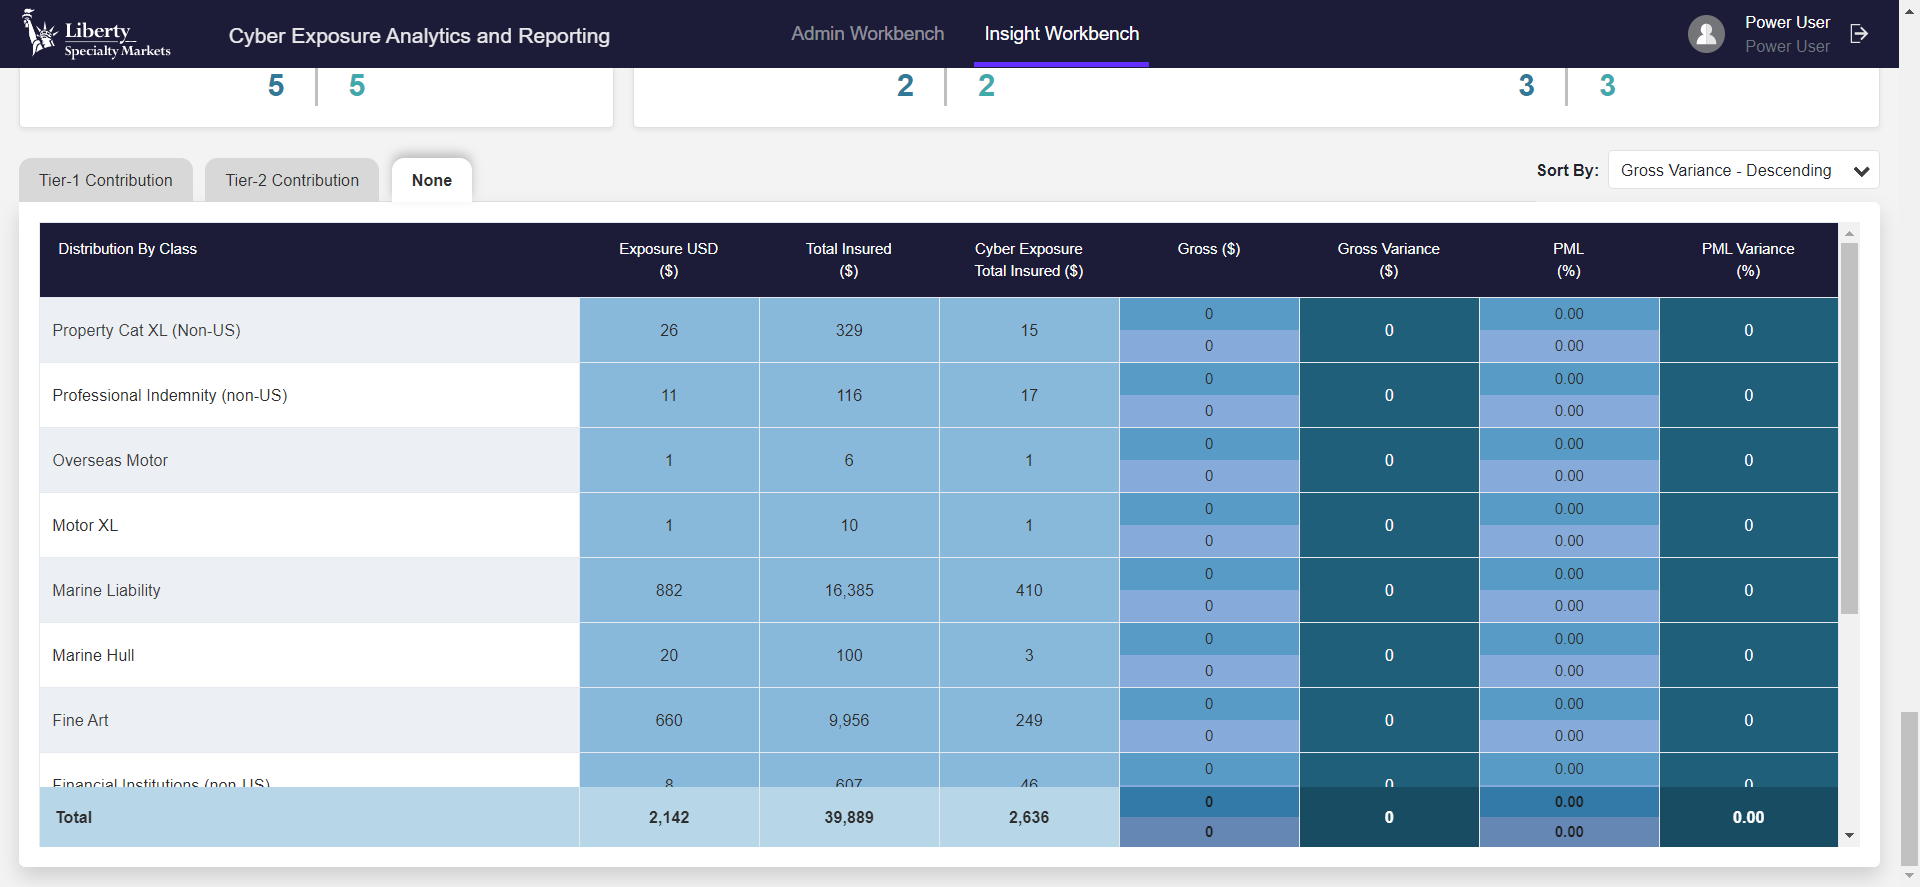 Liberty
Specialty Markets
Cyber Exposure Analytics and Reporting
Admin Workbench
Insight Workbench
Power User
Power User
5 5
2 2
3 3
Tier-1 Contribution
Tier-2 Contribution
None
Sort By: Gross Variance - Descending
Distribution By Class
Exposure USD
($)
Total Insured
($)
Cyber Exposure
Total Insured ($)
Gross ($)
Gross Variance
($)
PML
(%)
PML Variance
(%)
Property Cat XL (Non-US) 26 329 15 0 0 0 0.00 0.00 0
Professional Indemnity (non-US) 11 116 17 0 0 0 0.00 0.00 0
Overseas Motor 1 6 1 0 0 0 0.00 0.00 0
Motor XL 1 10 1 0 0 0 0.00 0.00 0
Marine Liability 882 16,385 410 0 0 0 0.00 0.00 0
Marine Hull 20 100 3 0 0 0 0.00 0.00 0
Fine Art 660 9,956 249 0 0 0 0.00 0.00 0
Financial Institutions (non US) 8 607 46 0 0 0.00 0
Total 2,142 39,889 2,636 0 0 0 0.00 0.00 0.00